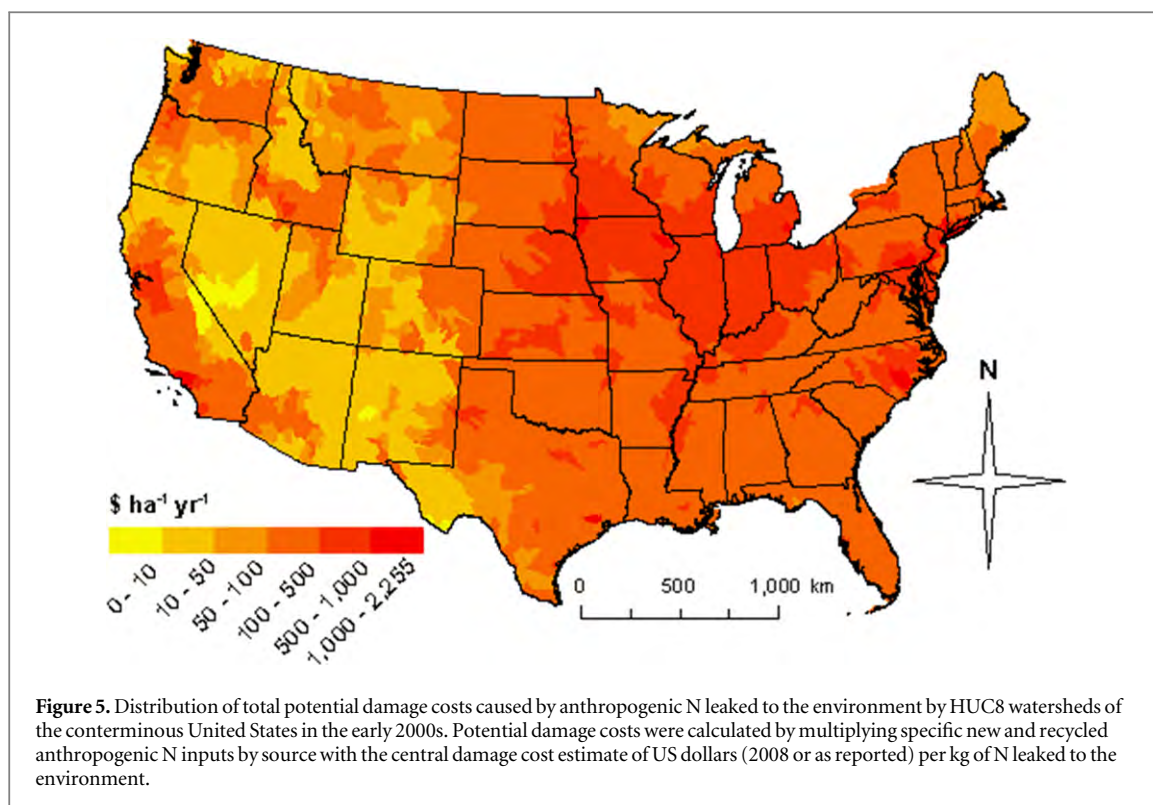 N
$ ha⁻¹ yr⁻¹
0 - 10
10 - 50
50 - 100
100 - 500
500 - 1,000
1,000 - 2,255
0 500 1,000 km
Figure 5. Distribution of total potential damage costs caused by anthropogenic N leaked to the environment by HUC8 watersheds of
the conterminous United States in the early 2000s. Potential damage costs were calculated by multiplying specific new and recycled
anthropogenic N inputs by source with the central damage cost estimate of US dollars (2008 or as reported) per kg of N leaked to the
environment.